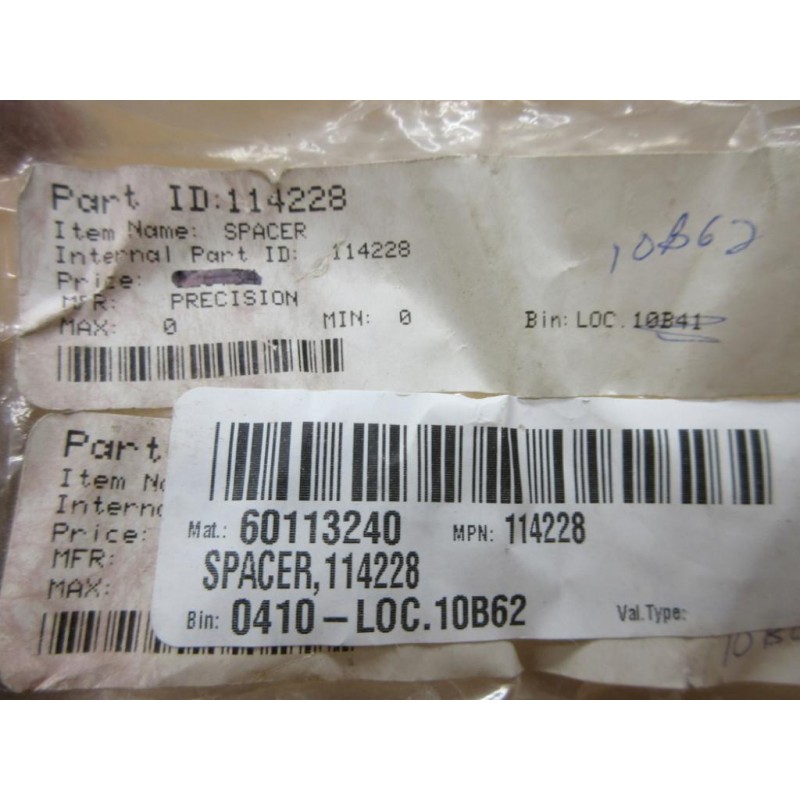 Part ID:114228
Item Name: SPACER
Internal Part ID: 114228
10B62
Price:
MFR: PRECISION
MAX: 0 MIN: 0 Bin: LOC.10B41
Part
Item
Price:
MFR:
MAX:
Mat.: 60113240 MPN: 114228
SPACER,114228
Bin: 0410-LOC.10B62 Val.Type: